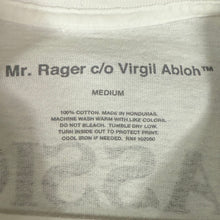 Mr. Rager c/o Virgil Abloh™
MEDIUM
100% COTTON. MADE IN HONDURAS.
MACHINE WASH WARM WITH LIKE COLORS.
DO NOT BLEACH. TUMBLE DRY LOW.
TURN INSIDE OUT TO PROTECT PRINT.
COOL IRON IF NEEDED. RN#